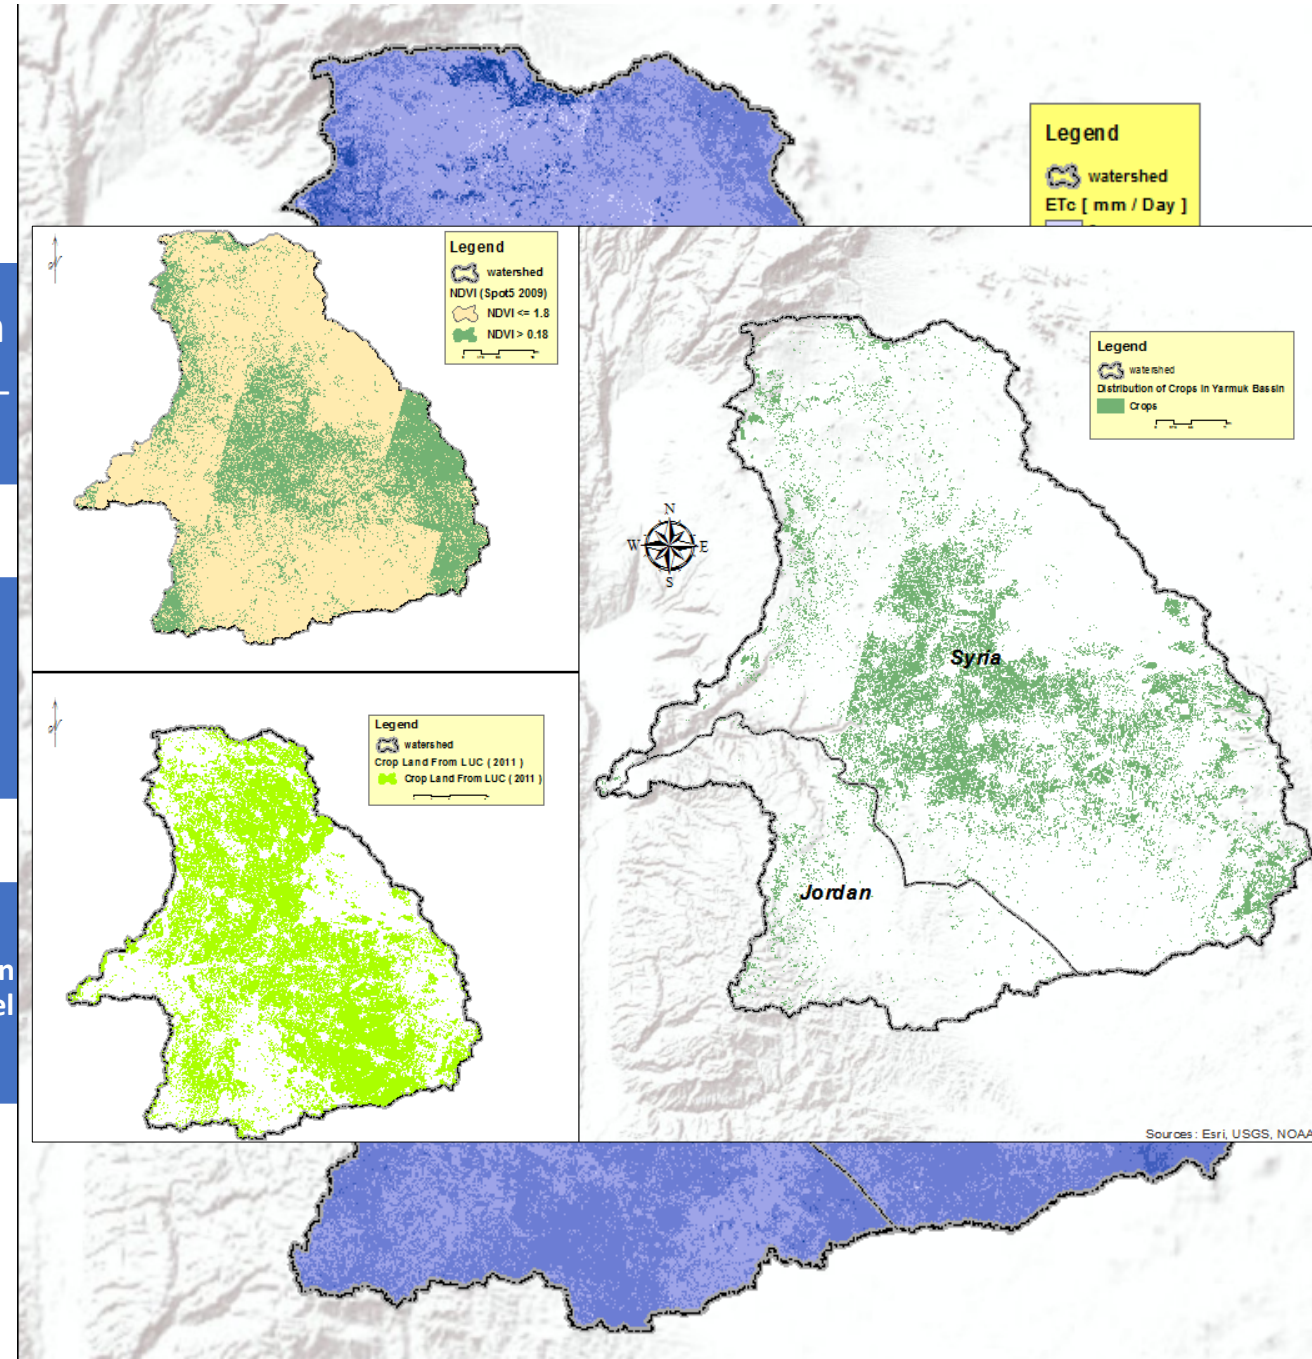 Legend
watershed
ETc [ mm / Day ]
Legend
watershed
NDVI (Spot5 2009)
NDVI <= 1.8
NDVI > 0.18
Legend
watershed
Distribution of Crops in Yarmuk Bassin
Crops
N
W E
S
Syria
Jordan
Legend
watershed
Crop Land From LUC ( 2011 )
Crop Land From LUC ( 2011 )
Sources: Esri, USGS, NOAA